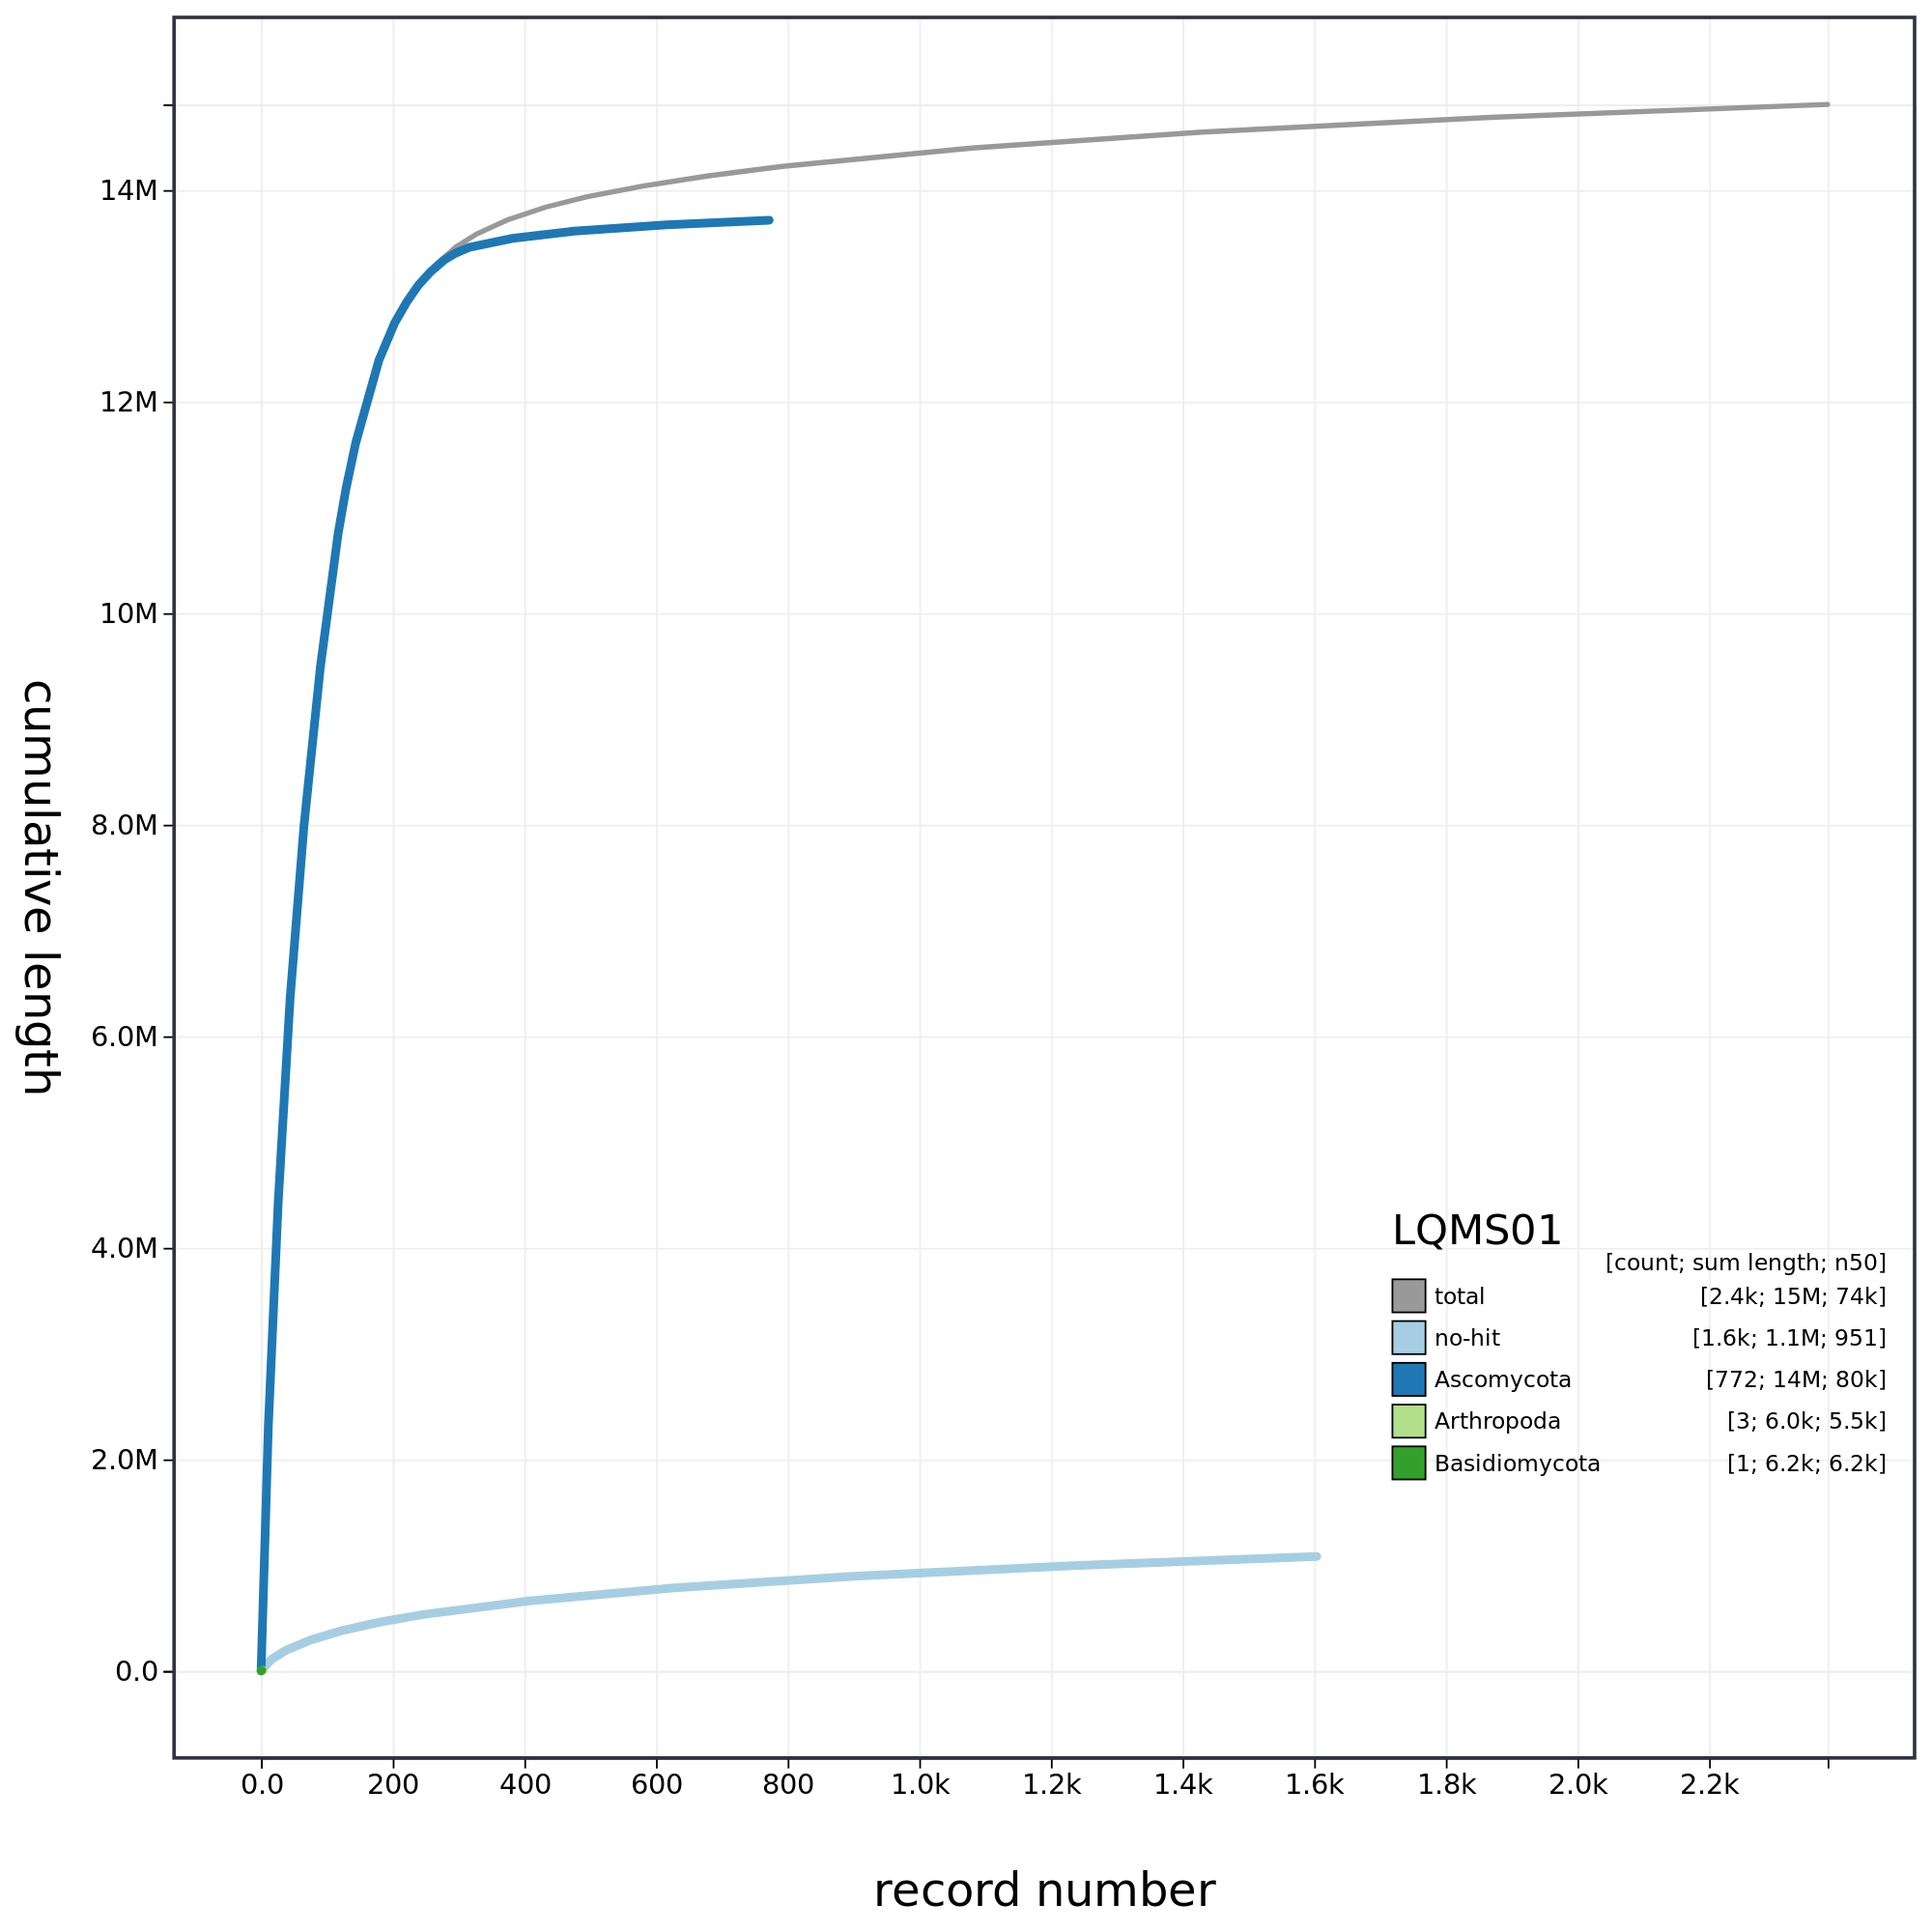 14M
12M
10M
8.0M
6.0M
4.0M
2.0M
0.0
cumulative length
LQMS01
[count; sum length; n50]
total [2.4k; 15M; 74k]
no-hit [1.6k; 1.1M; 951]
Ascomycota [772; 14M; 80k]
Arthropoda [3; 6.0k; 5.5k]
Basidiomycota [1; 6.2k; 6.2k]
0.0 200 400 600 800 1.0k 1.2k 1.4k 1.6k 1.8k 2.0k 2.2k
record number